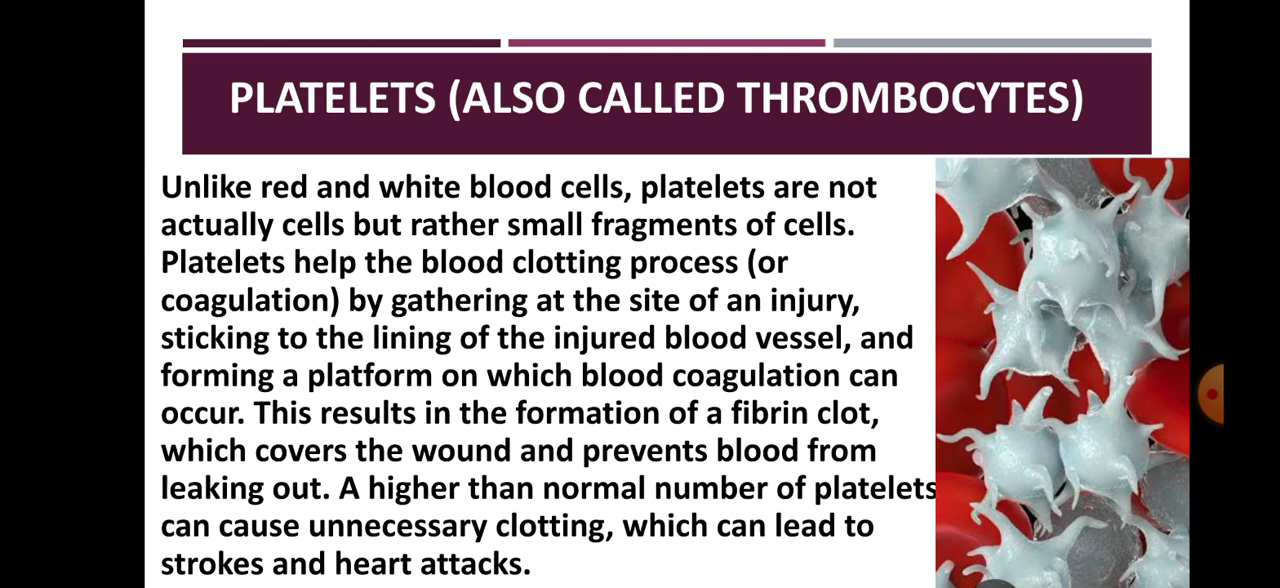 PLATELETS (ALSO CALLED THROMBOCYTES)
Unlike red and white blood cells, platelets are not
actually cells but rather small fragments of cells.
Platelets help the blood clotting process (or
coagulation) by gathering at the site of an injury,
sticking to the lining of the injured blood vessel, and
forming a platform on which blood coagulation can
occur. This results in the formation of a fibrin clot,
which covers the wound and prevents blood from
leaking out. A higher than normal number of platelets
can cause unnecessary clotting, which can lead to
strokes and heart attacks.